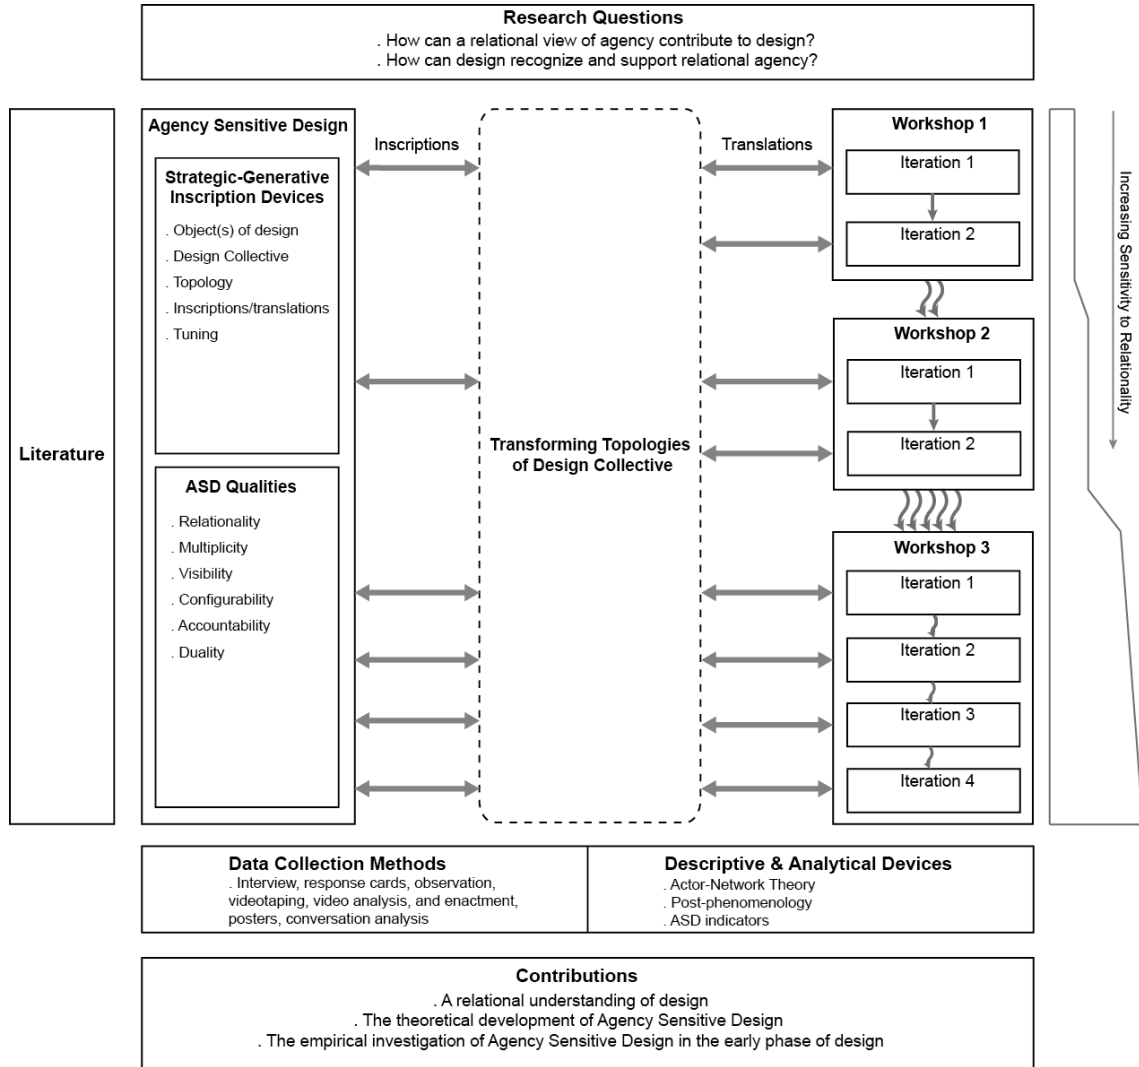 Research Questions
. How can a relational view of agency contribute to design?
. How can design recognize and support relational agency?
Literature
Agency Sensitive Design
Strategic-Generative
Inscription Devices
. Object(s) of design
. Design Collective
. Topology
. Inscriptions/translations
. Tuning
ASD Qualities
. Relationality
. Multiplicity
. Visibility
. Configurability
. Accountability
. Duality
Inscriptions
Transforming Topologies
of Design Collective
Translations
Workshop 1
Iteration 1
Iteration 2
Workshop 2
Iteration 1
Iteration 2
Workshop 3
Iteration 1
Iteration 2
Iteration 3
Iteration 4
Increasing Sensitivity to Relationality
Data Collection Methods
. Interview, response cards, observation,
videotaping, video analysis, and enactment,
posters, conversation analysis
Descriptive & Analytical Devices
. Actor-Network Theory
. Post-phenomenology
. ASD indicators
Contributions
. A relational understanding of design
. The theoretical development of Agency Sensitive Design
. The empirical investigation of Agency Sensitive Design in the early phase of design